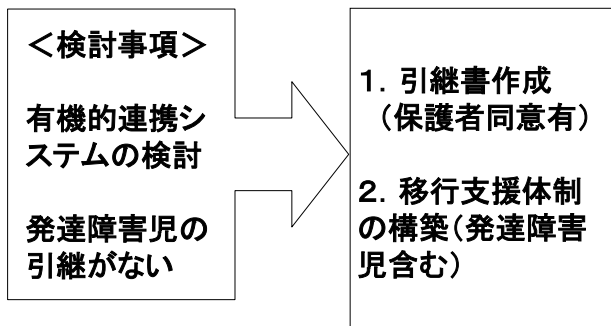 ＜検討事項＞
有機的連携シ
ステムの検討
発達障害児の
引継がない
１．引継書作成
（保護者同意有）
２．移行支援体制
の構築（発達障害
児含む）